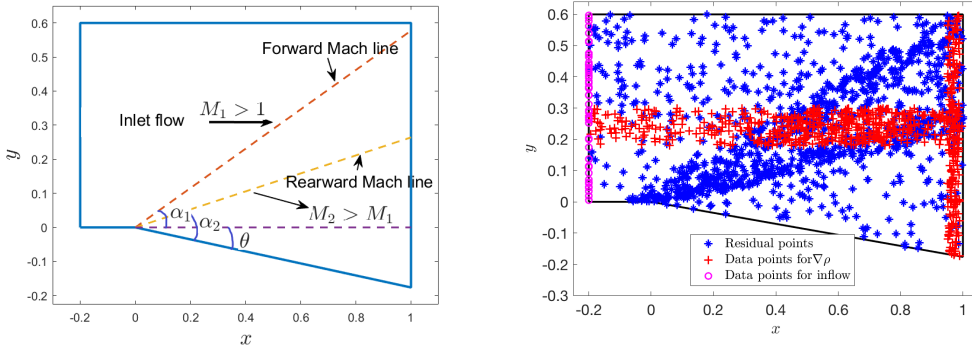 0.6
0.5
0.4
0.3
0.2
0.1
0
-0.1
-0.2
-0.2
0
0.2
0.4
0.6
0.8
1
x
y
Forward Mach line
M₁ > 1
Inlet flow
Rearward Mach line
M₂ > M₁
α₁
α₂
θ
0.6
0.5
0.4
0.3
0.2
0.1
0
-0.1
-0.2
-0.3
-0.2
0
0.2
0.4
0.6
0.8
1
x
y
Residual points
Data points for∇ρ
Data points for inflow